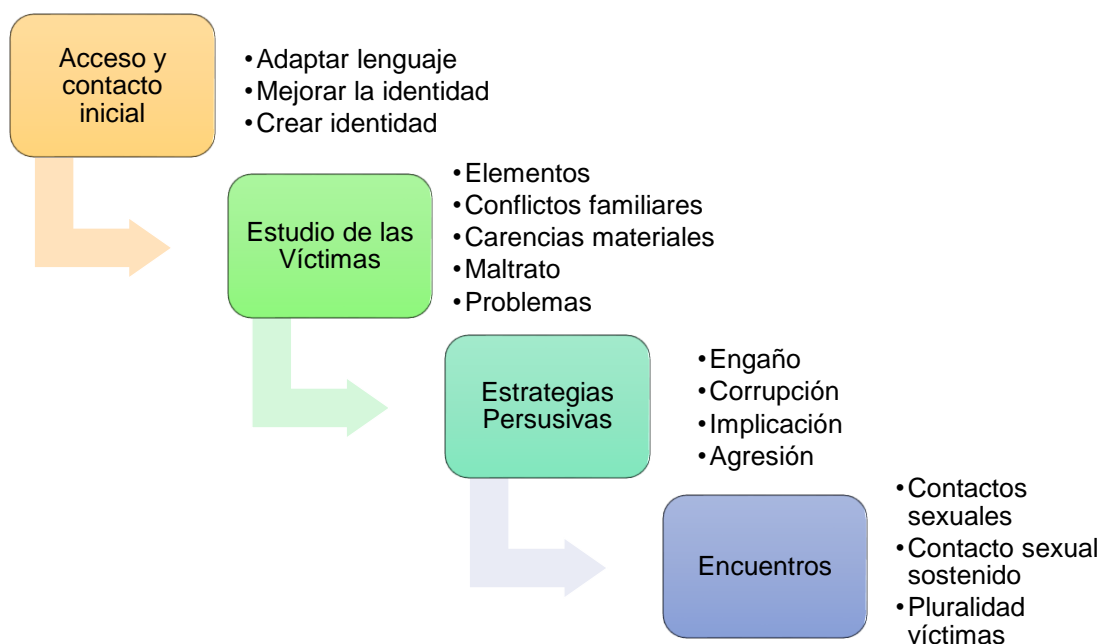 Acceso y
contacto
inicial
•Adaptar lenguaje
•Mejorar la identidad
•Crear identidad
Estudio de las
Víctimas
•Elementos
•Conflictos familiares
•Carencias materiales
•Maltrato
•Problemas
Estrategias
Persusivas
•Engaño
•Corrupción
•Implicación
•Agresión
Encuentros
•Contactos
sexuales
•Contacto sexual
sostenido
•Pluralidad
víctimas